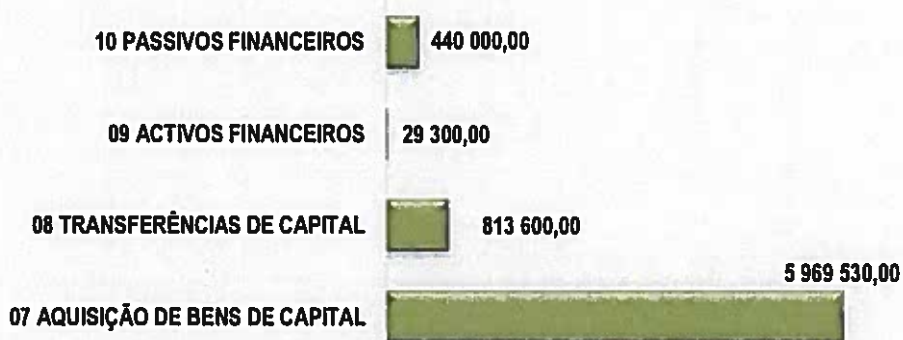 10 PASSIVOS FINANCEIROS 440 000,00
09 ACTIVOS FINANCEIROS 29 300,00
08 TRANSFERÊNCIAS DE CAPITAL 813 600,00
5 969 530,00
07 AQUISIÇÃO DE BENS DE CAPITAL